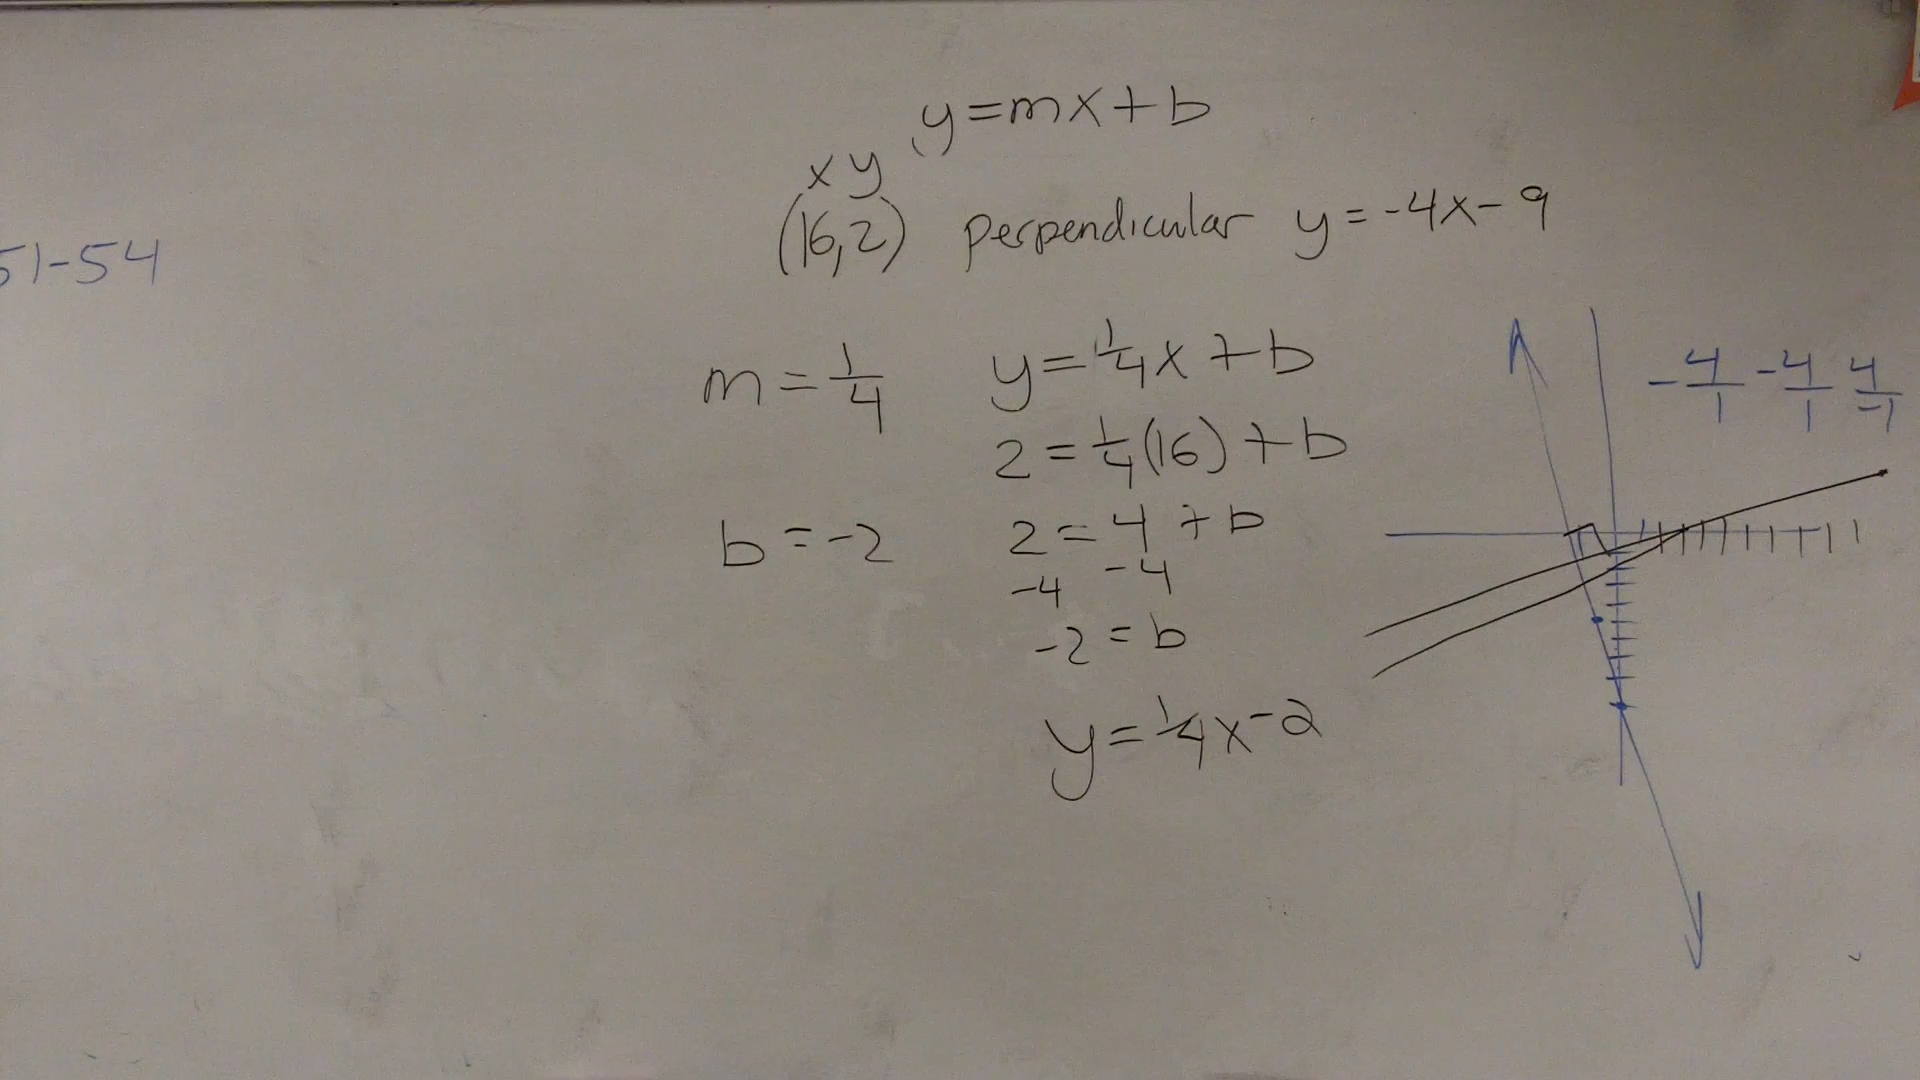 y=mx+b
x y
(16,2) perpendicular y=-4x-9
51-54
m=1/4 y=1/4x+b
-4/1 -4/1 4/-1
2=1/4(16)+b
b=-2 2=4+b
-4 -4
-2=b
y=1/4x-2